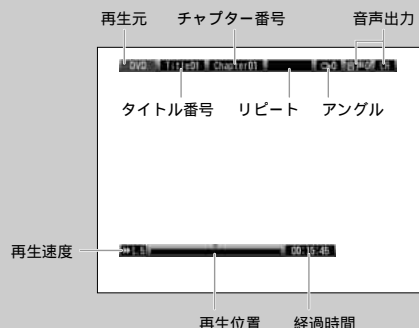 再生元 チャプター番号 音声出力
DVD Title01 Chapter01
タイトル番号 リピート アングル
再生速度
00:15:45
再生位置 経過時間